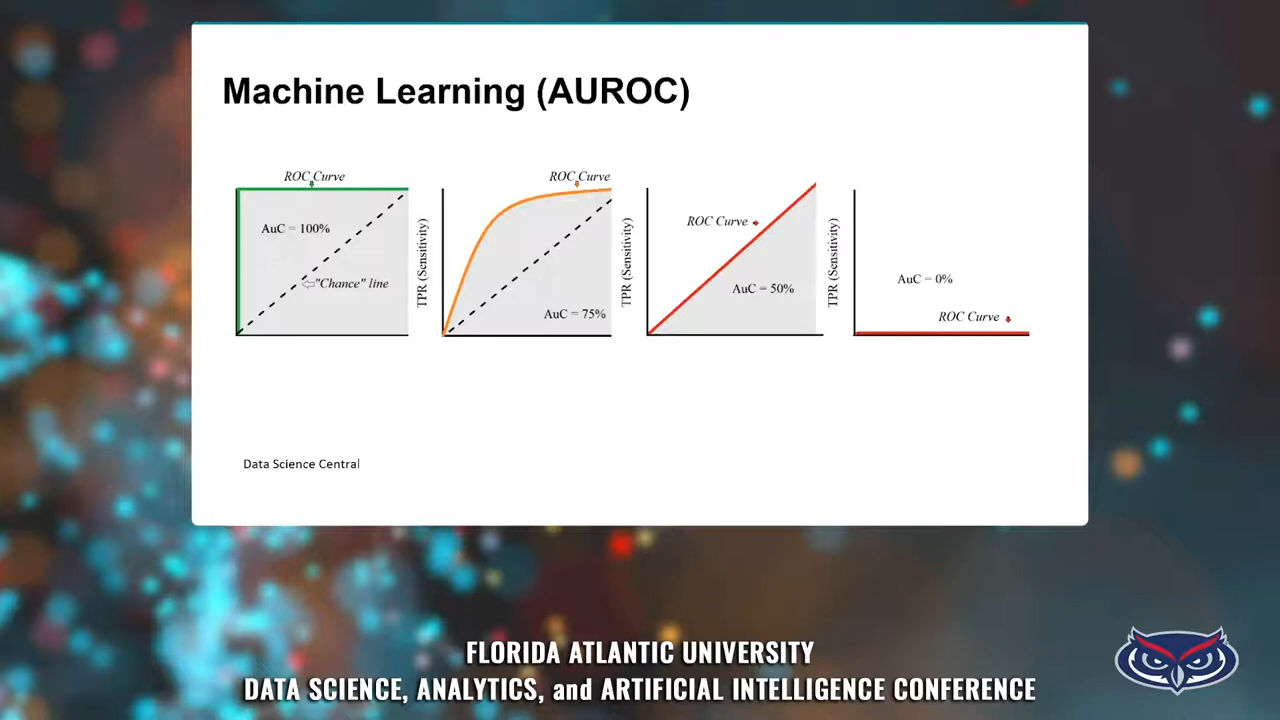 Machine Learning (AUROC)
ROC Curve
AuC = 100%
"Chance" line
TPR (Sensitivity)
ROC Curve
AuC = 75%
TPR (Sensitivity)
ROC Curve
AuC = 50%
TPR (Sensitivity)
AuC = 0%
ROC Curve
Data Science Central
FLORIDA ATLANTIC UNIVERSITY
DATA SCIENCE, ANALYTICS, and ARTIFICIAL INTELLIGENCE CONFERENCE